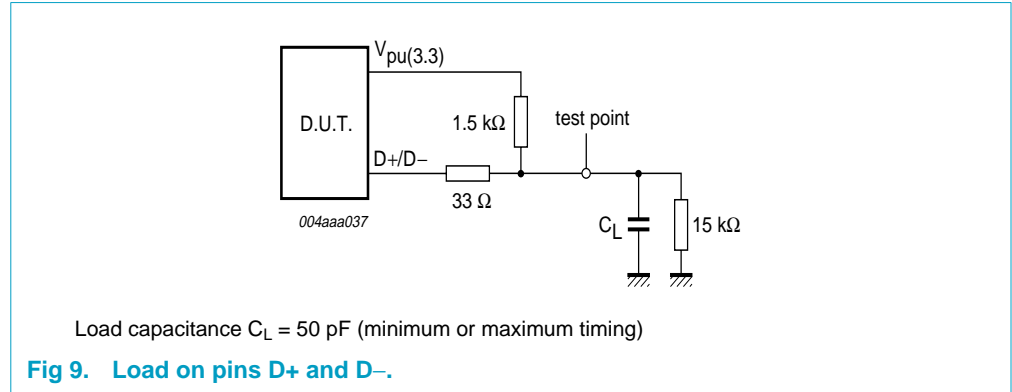 Vpu(3.3)
D.U.T.
1.5 kΩ
test point
D+/D−
33 Ω
004aaa037
CL
15 kΩ
Load capacitance CL = 50 pF (minimum or maximum timing)
Fig 9. Load on pins D+ and D−.